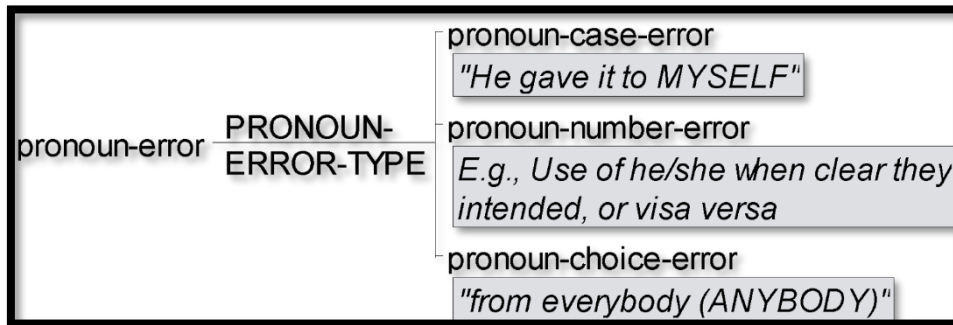 pronoun-error
PRONOUN-
ERROR-TYPE
pronoun-case-error
"He gave it to MYSELF"
pronoun-number-error
E.g., Use of he/she when clear they
intended, or visa versa
pronoun-choice-error
"from everybody (ANYBODY)"